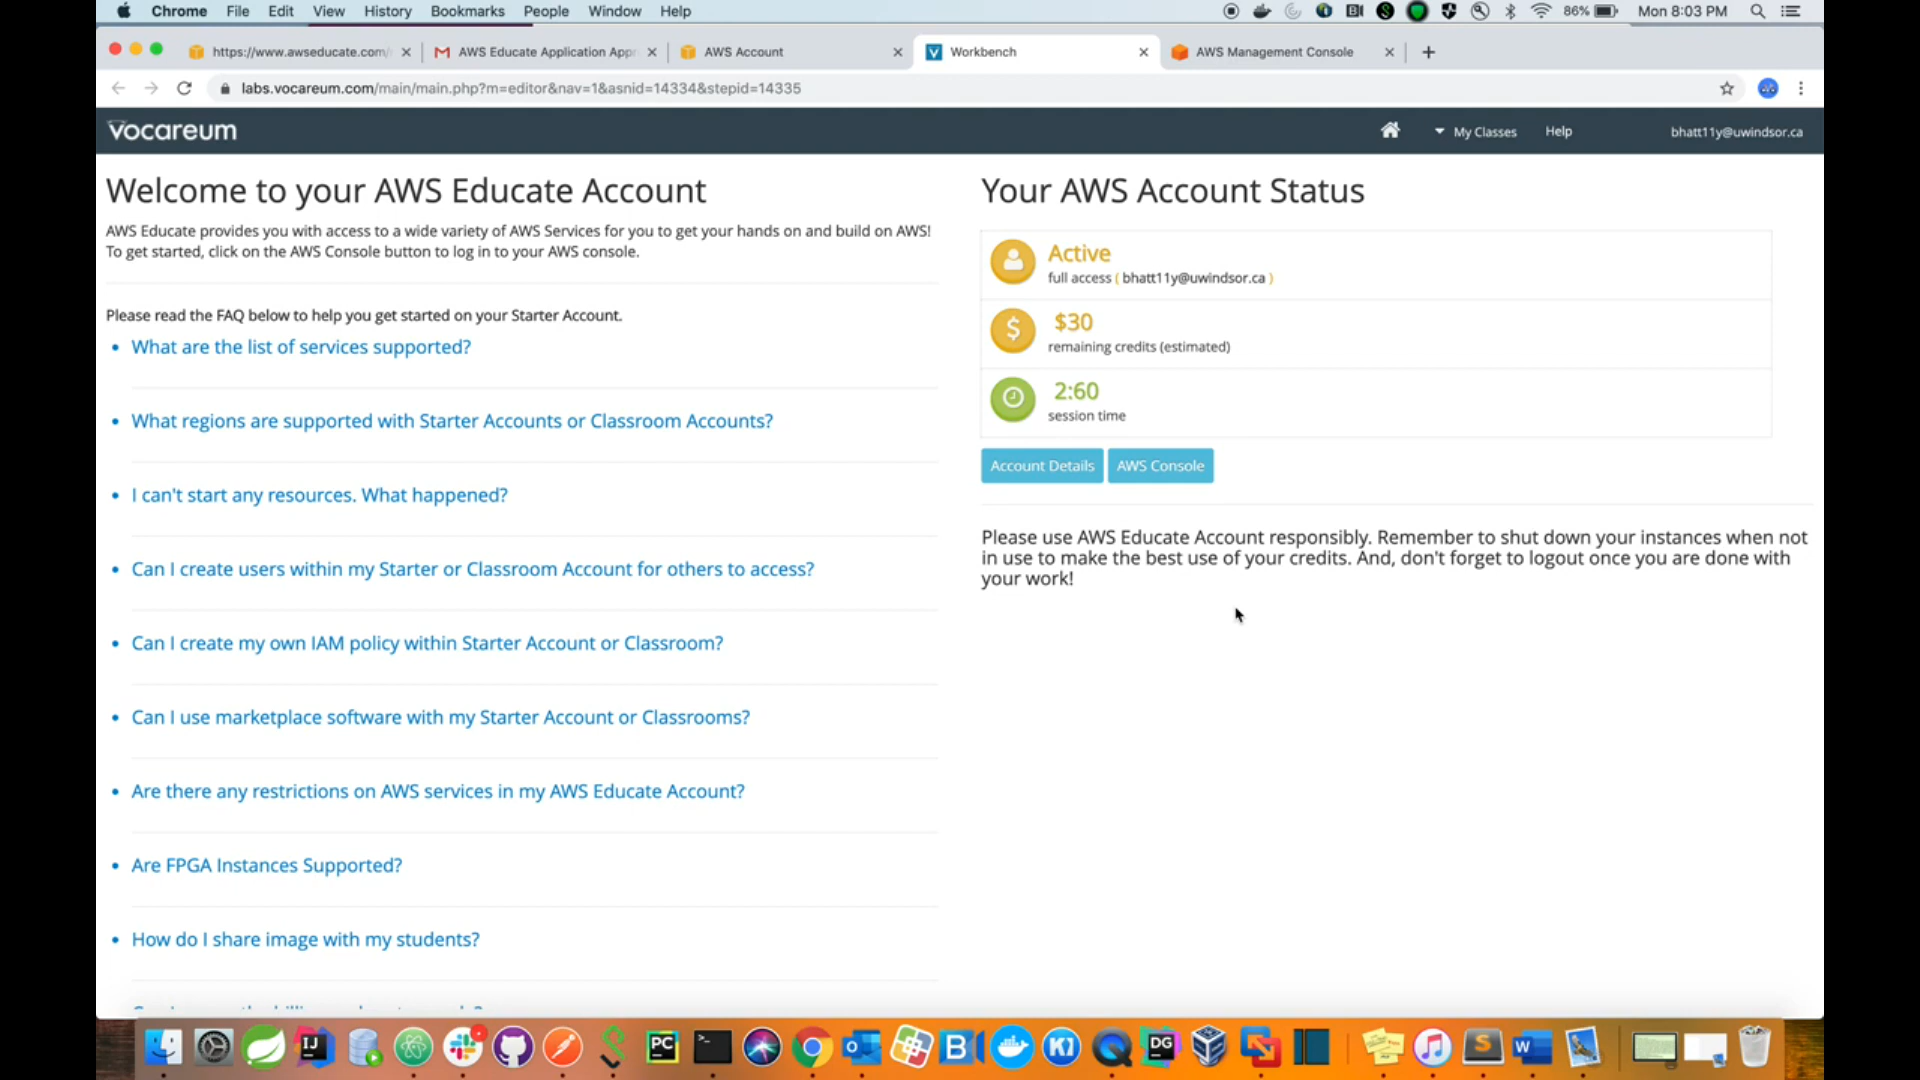 Chrome File Edit View History Bookmarks People Window Help 86% Mon 8:03 PM
https://www.awseducate.com/ AWS Educate Application Appr AWS Account Workbench AWS Management Console
labs.vocareum.com/main/main.php?m=editor&nav=1&asnid=14334&stepid=14335
vocareum My Classes Help bhatt11y@uwindsor.ca
Welcome to your AWS Educate Account
AWS Educate provides you with access to a wide variety of AWS Services for you to get your hands on and build on AWS!
To get started, click on the AWS Console button to log in to your AWS console.
Please read the FAQ below to help you get started on your Starter Account.
• What are the list of services supported?
• What regions are supported with Starter Accounts or Classroom Accounts?
• I can't start any resources. What happened?
• Can I create users within my Starter or Classroom Account for others to access?
• Can I create my own IAM policy within Starter Account or Classroom?
• Can I use marketplace software with my Starter Account or Classrooms?
• Are there any restrictions on AWS services in my AWS Educate Account?
• Are FPGA Instances Supported?
• How do I share image with my students?
Your AWS Account Status
Active
full access ( bhatt11y@uwindsor.ca )
$30
remaining credits (estimated)
2:60
session time
Account Details AWS Console
Please use AWS Educate Account responsibly. Remember to shut down your instances when not
in use to make the best use of your credits. And, don't forget to logout once you are done with
your work!